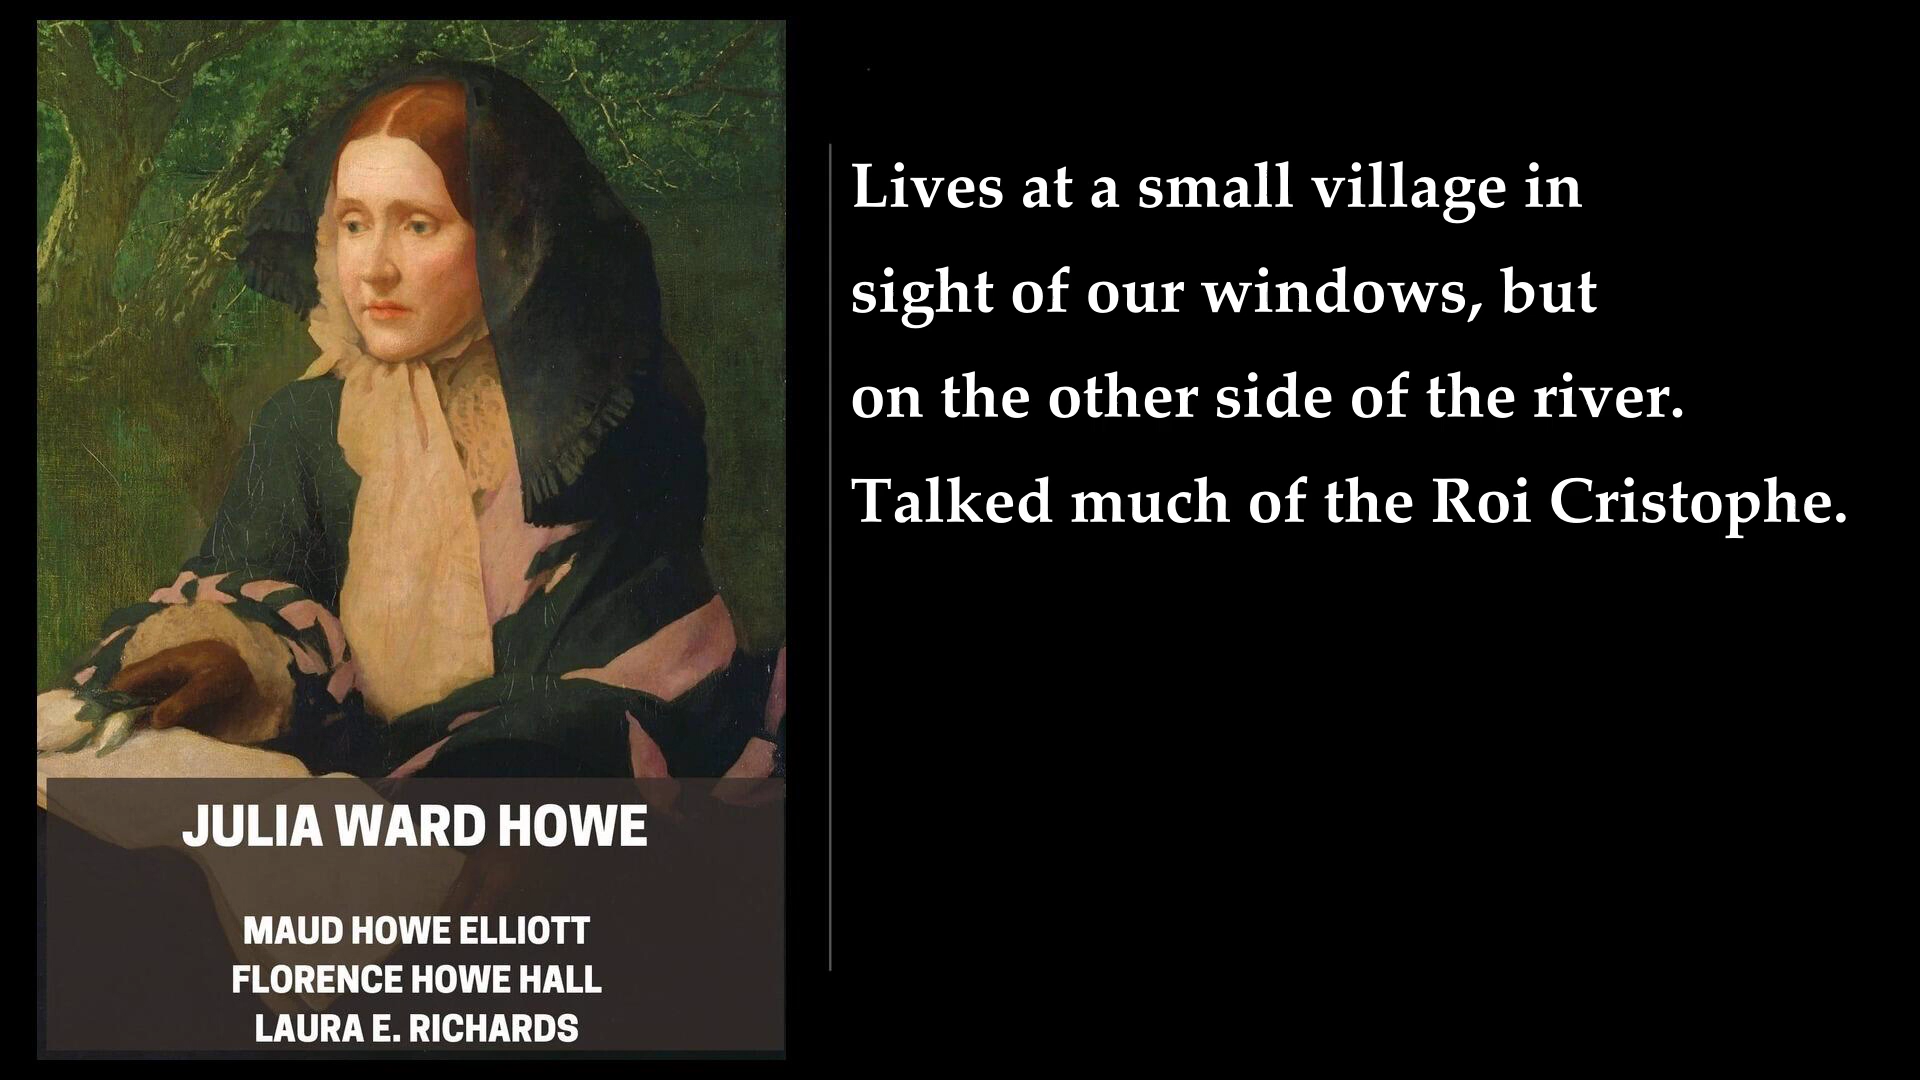 JULIA WARD HOWE
MAUD HOWE ELLIOTT
FLORENCE HOWE HALL
LAURA E. RICHARDS
Lives at a small village in
sight of our windows, but
on the other side of the river.
Talked much of the Roi Cristophe.